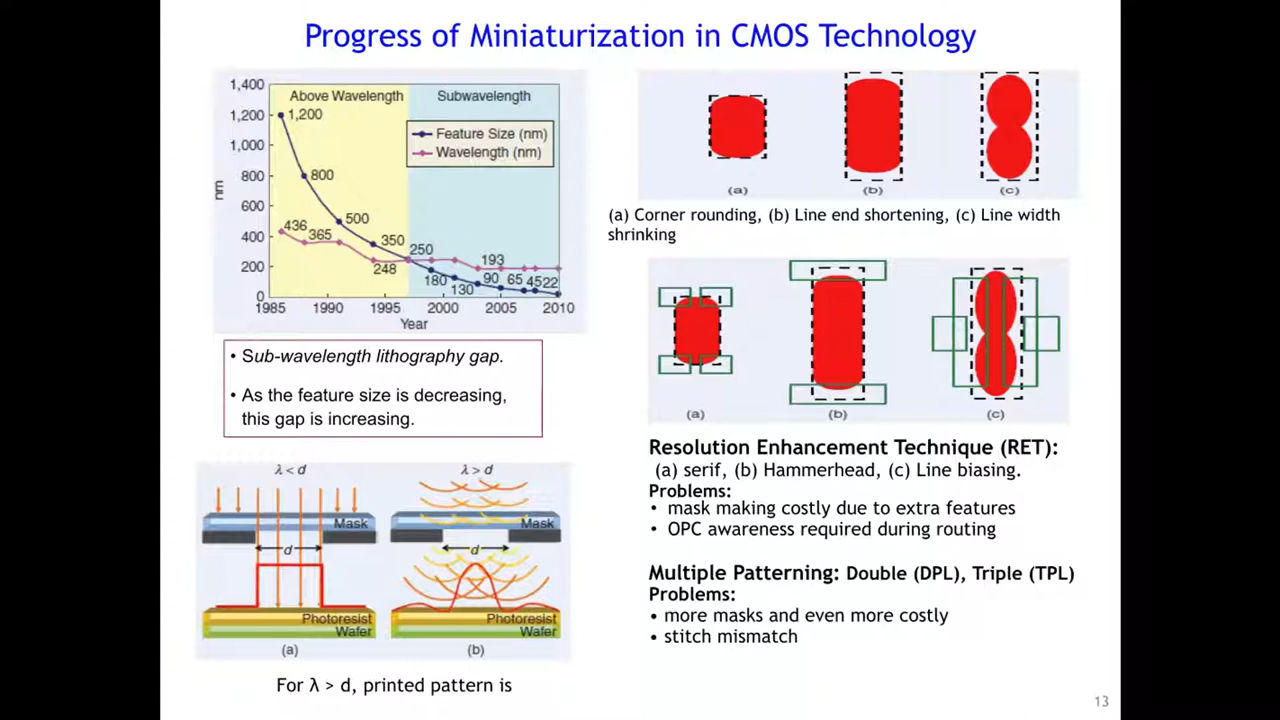 Progress of Miniaturization in CMOS Technology
1,400
1,200
1,000
800
600
400
200
0
nm
Above Wavelength
Subwavelength
Feature Size (nm)
Wavelength (nm)
1,200
800
500
350
250
436
365
248
193
180
130
90
65
45
22
1985
1990
1995
2000
2005
2010
Year
• Sub-wavelength lithography gap.
• As the feature size is decreasing,
this gap is increasing.
λ < d
λ > d
Mask
Mask
d
d
Photoresist
Photoresist
Wafer
Wafer
(a)
(b)
For λ > d, printed pattern is
(a)
(b)
(c)
(a) Corner rounding, (b) Line end shortening, (c) Line width
shrinking
(a)
(b)
(c)
Resolution Enhancement Technique (RET):
(a) serif, (b) Hammerhead, (c) Line biasing.
Problems:
• mask making costly due to extra features
• OPC awareness required during routing
Multiple Patterning: Double (DPL), Triple (TPL)
Problems:
• more masks and even more costly
• stitch mismatch
13